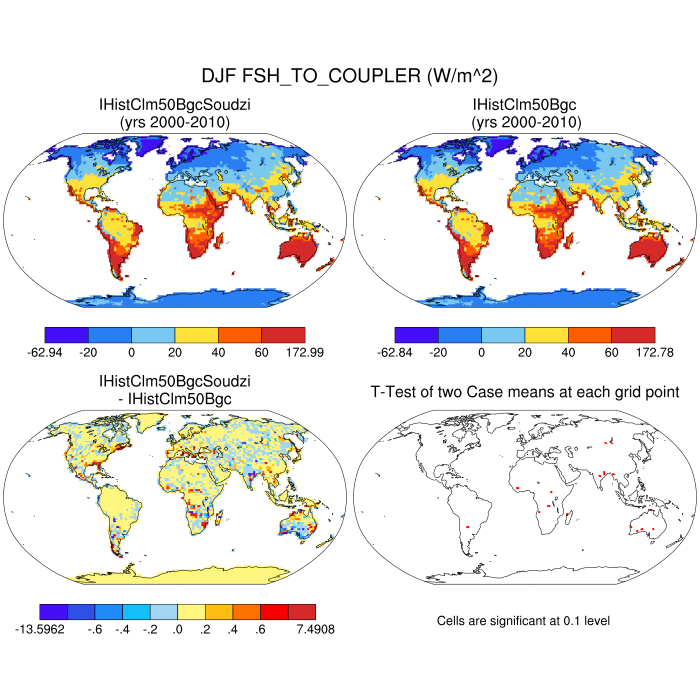 DJF FSH_TO_COUPLER (W/m^2)
IHistClm50BgcSoudzi
(yrs 2000-2010)
IHistClm50Bgc
(yrs 2000-2010)
-62.94 -20 0 20 40 60 172.99
-62.84 -20 0 20 40 60 172.78
IHistClm50BgcSoudzi
- IHistClm50Bgc
T-Test of two Case means at each grid point
-13.5962 -.6 -.4 -.2 .0 .2 .4 .6 7.4908
Cells are significant at 0.1 level